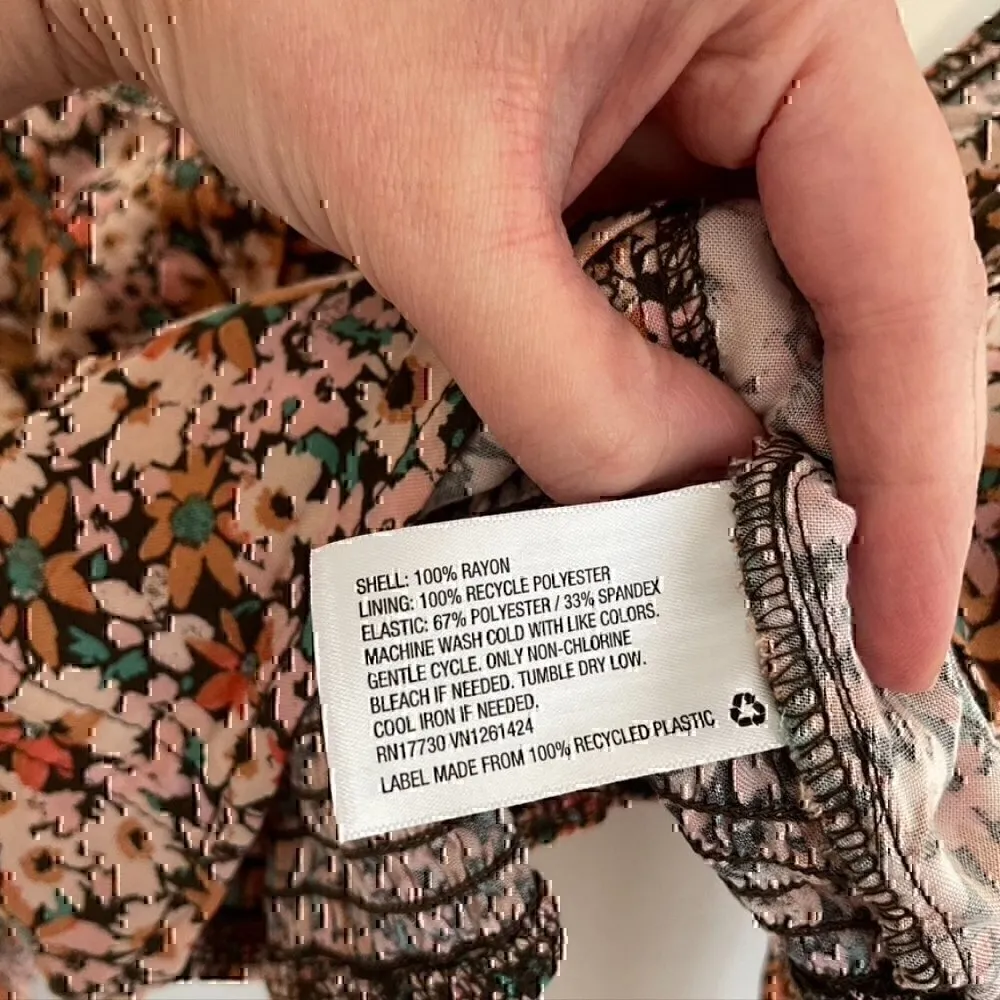 SHELL: 100% RAYON
LINING: 100% RECYCLE POLYESTER
ELASTIC: 67% POLYESTER / 33% SPANDEX
MACHINE WASH COLD WITH LIKE COLORS.
GENTLE CYCLE. ONLY NON-CHLORINE
BLEACH IF NEEDED. TUMBLE DRY LOW.
COOL IRON IF NEEDED.
RN17730 VN1261424
LABEL MADE FROM 100% RECYCLED PLASTIC